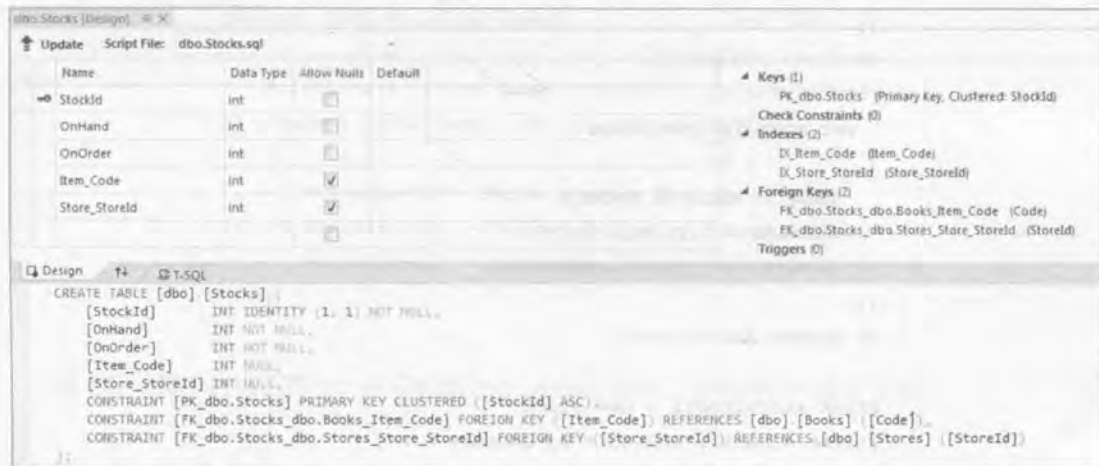 dbo.Stocks [Design]
Update Script File: dbo.Stocks.sql
Name Data Type Allow Nulls Default
StockId int
OnHand int
OnOrder int
Item_Code int
Store_StoreId int
Keys (1)
PK_dbo.Stocks (Primary Key, Clustered: StockId)
Check Constraints (0)
Indexes (2)
IX_Item_Code (Item_Code)
IX_Store_StoreId (Store_StoreId)
Foreign Keys (2)
FK_dbo.Stocks_dbo.Books_Item_Code (Code)
FK_dbo.Stocks_dbo.Stores_Store_StoreId (StoreId)
Triggers (0)
Design T-SQL
CREATE TABLE [dbo].[Stocks] (
[StockId] INT IDENTITY (1, 1) NOT NULL,
[OnHand] INT NOT NULL,
[OnOrder] INT NOT NULL,
[Item_Code] INT NULL,
[Store_StoreId] INT NULL,
CONSTRAINT [PK_dbo.Stocks] PRIMARY KEY CLUSTERED ([StockId] ASC),
CONSTRAINT [FK_dbo.Stocks_dbo.Books_Item_Code] FOREIGN KEY ([Item_Code]) REFERENCES [dbo].[Books] ([Code]),
CONSTRAINT [FK_dbo.Stocks_dbo.Stores_Store_StoreId] FOREIGN KEY ([Store_StoreId]) REFERENCES [dbo].[Stores] ([StoreId])
);